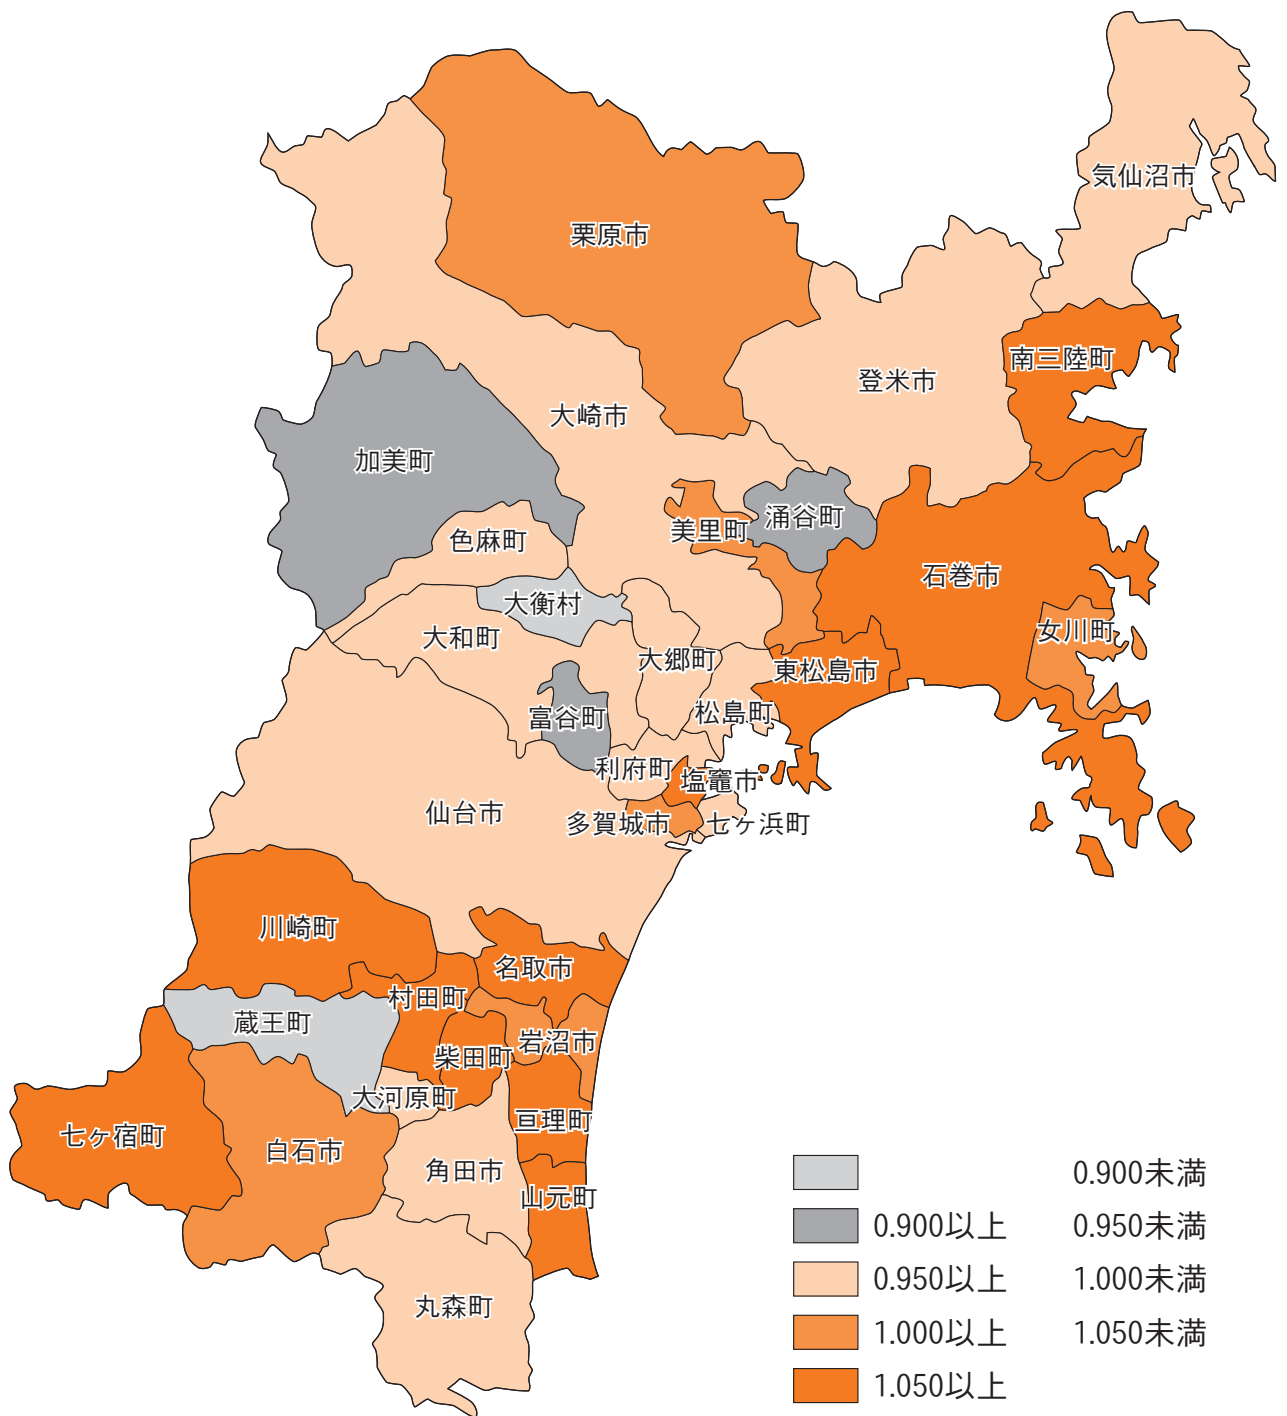 気仙沼市
栗原市
南三陸町
登米市
大崎市
加美町
涌谷町
美里町
色麻町
石巻市
大衡村
女川町
大和町
大郷町
東松島市
松島町
富谷町
利府町
塩竈市
仙台市
多賀城市
七ヶ浜町
川崎町
名取市
村田町
蔵王町
岩沼市
柴田町
大河原町
亘理町
七ヶ宿町
白石市
角田市
山元町
丸森町
0.900未満
0.900以上 0.950未満
0.950以上 1.000未満
1.000以上 1.050未満
1.050以上